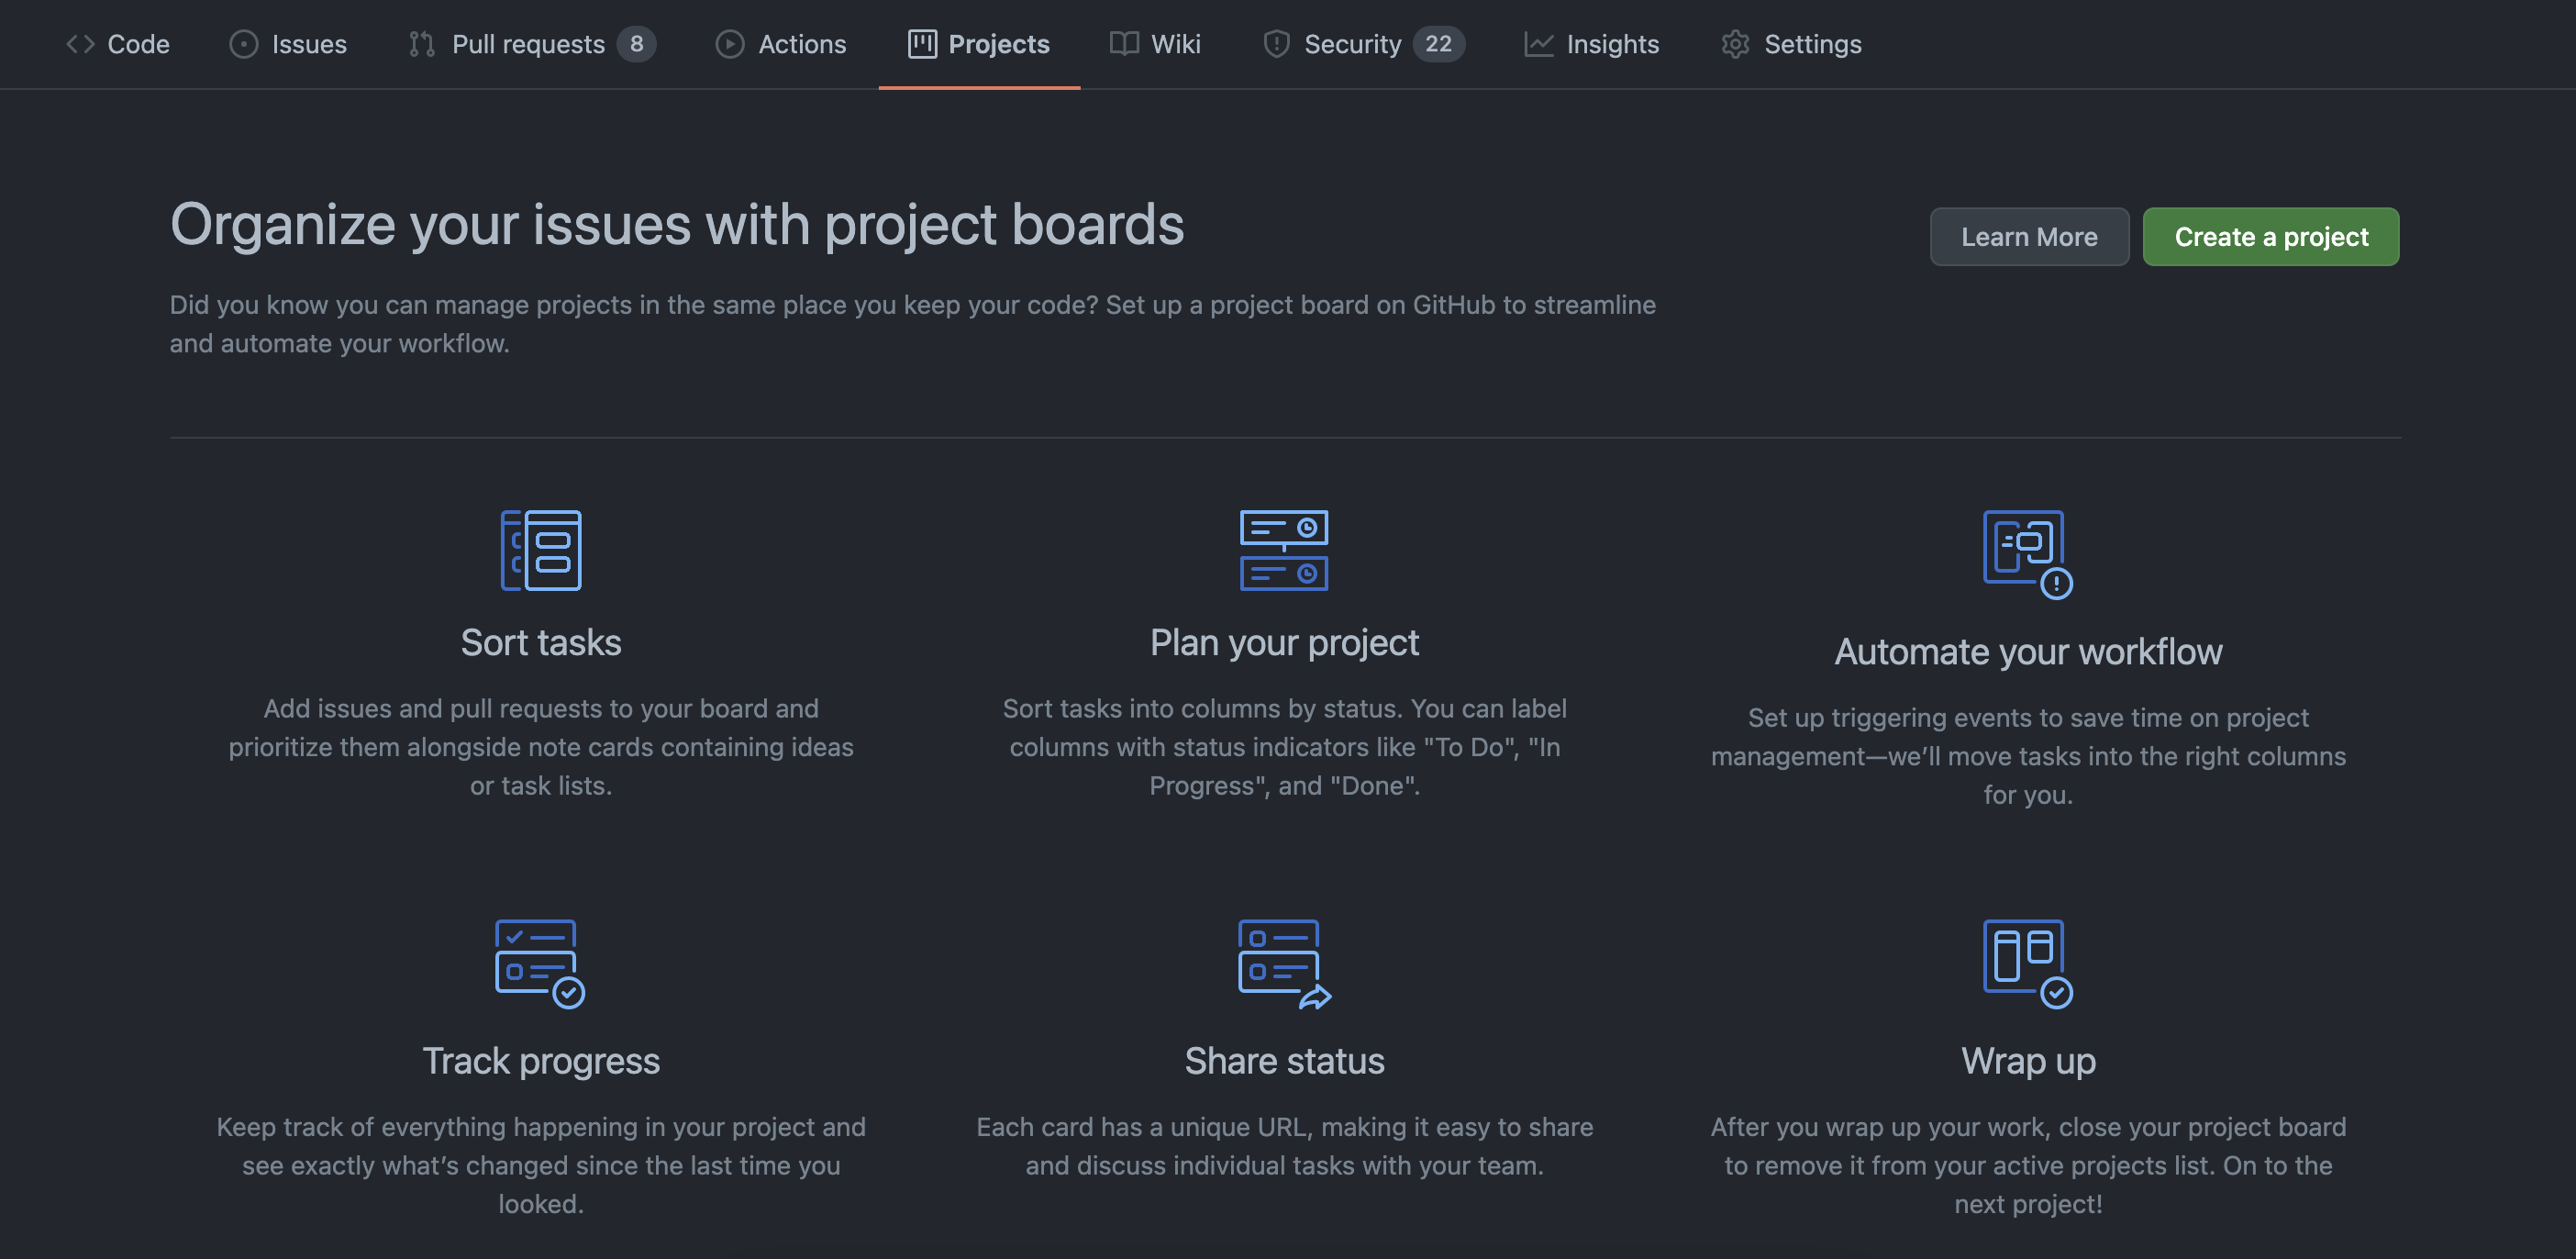 Code Issues Pull requests 8 Actions Projects Wiki Security 22 Insights Settings
Organize your issues with project boards
Learn More Create a project
Did you know you can manage projects in the same place you keep your code? Set up a project board on GitHub to streamline
and automate your workflow.
Sort tasks
Add issues and pull requests to your board and
prioritize them alongside note cards containing ideas
or task lists.
Plan your project
Sort tasks into columns by status. You can label
columns with status indicators like "To Do", "In
Progress", and "Done".
Automate your workflow
Set up triggering events to save time on project
management—we’ll move tasks into the right columns
for you.
Track progress
Keep track of everything happening in your project and
see exactly what’s changed since the last time you
looked.
Share status
Each card has a unique URL, making it easy to share
and discuss individual tasks with your team.
Wrap up
After you wrap up your work, close your project board
to remove it from your active projects list. On to the
next project!